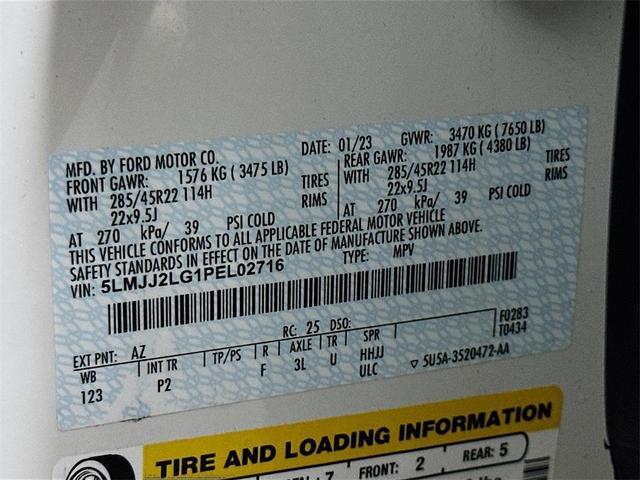 MFD. BY FORD MOTOR CO. DATE: 01/23 GVWR: 3470 KG ( 7650 LB)
FRONT GAWR: 1576 KG ( 3475 LB) REAR GAWR: 1987 KG ( 4380 LB)
WITH 285/45R22 114H TIRES WITH 285/45R22 114H TIRES
22x9.5J RIMS 22x9.5J RIMS
AT 270 kPa/ 39 PSI COLD AT 270 kPa/ 39 PSI COLD
THIS VEHICLE CONFORMS TO ALL APPLICABLE FEDERAL MOTOR VEHICLE
SAFETY STANDARDS IN EFFECT ON THE DATE OF MANUFACTURE SHOWN ABOVE.
VIN: 5LMJJ2LG1PEL02716 TYPE: MPV
EXT PNT: AZ RC: 25 DSO: F0283
WB INT TR TP/PS R AXLE TR SPR T0434
123 P2 F 3L U HHJJ
ULC ▽ 5U5A-3520472-AA
TIRE AND LOADING INFORMATION
7 FRONT: 2 REAR: 5